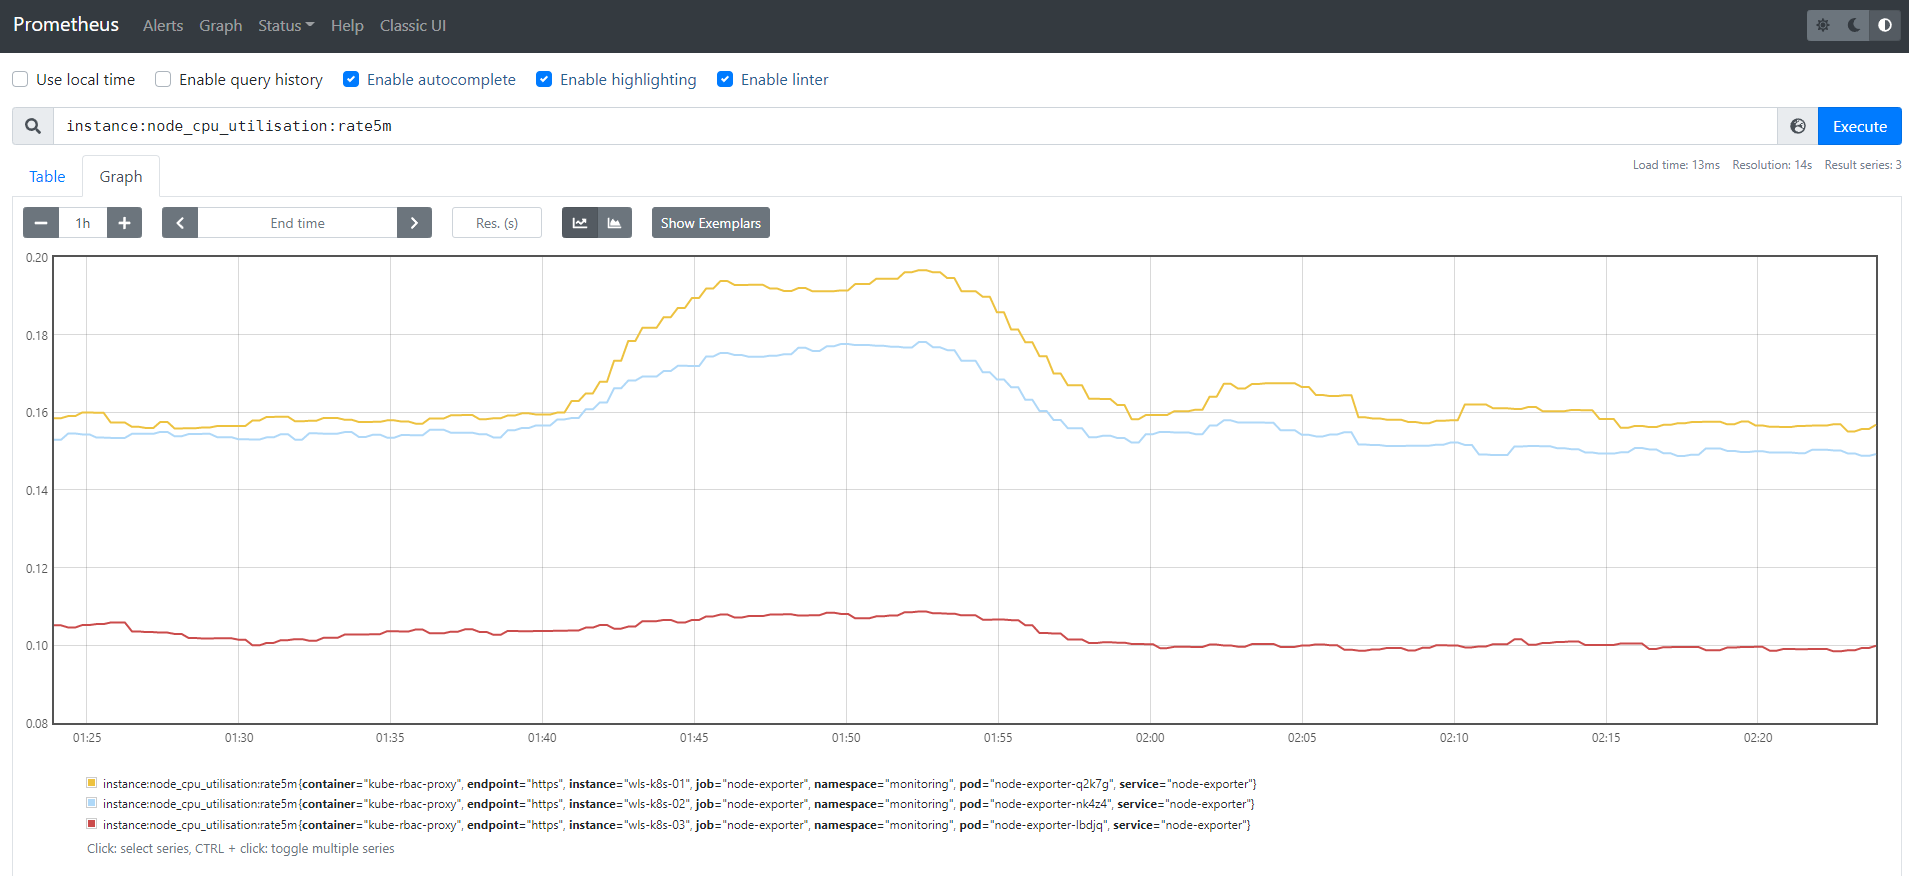 Prometheus Alerts Graph Status Help Classic UI
Use local time Enable query history Enable autocomplete Enable highlighting Enable linter
instance:node_cpu_utilisation:rate5m Execute
Table Graph Load time: 13ms Resolution: 14s Result series: 3
1h End time Res. (s) Show Exemplars
0.20
0.18
0.16
0.14
0.12
0.10
0.08
01:25 01:30 01:35 01:40 01:45 01:50 01:55 02:00 02:05 02:10 02:15 02:20
instance:node_cpu_utilisation:rate5m{container="kube-rbac-proxy", endpoint="https", instance="wls-k8s-01", job="node-exporter", namespace="monitoring", pod="node-exporter-q2k7g", service="node-exporter"}
instance:node_cpu_utilisation:rate5m{container="kube-rbac-proxy", endpoint="https", instance="wls-k8s-02", job="node-exporter", namespace="monitoring", pod="node-exporter-nk4z4", service="node-exporter"}
instance:node_cpu_utilisation:rate5m{container="kube-rbac-proxy", endpoint="https", instance="wls-k8s-03", job="node-exporter", namespace="monitoring", pod="node-exporter-lbdjq", service="node-exporter"}
Click: select series, CTRL + click: toggle multiple series